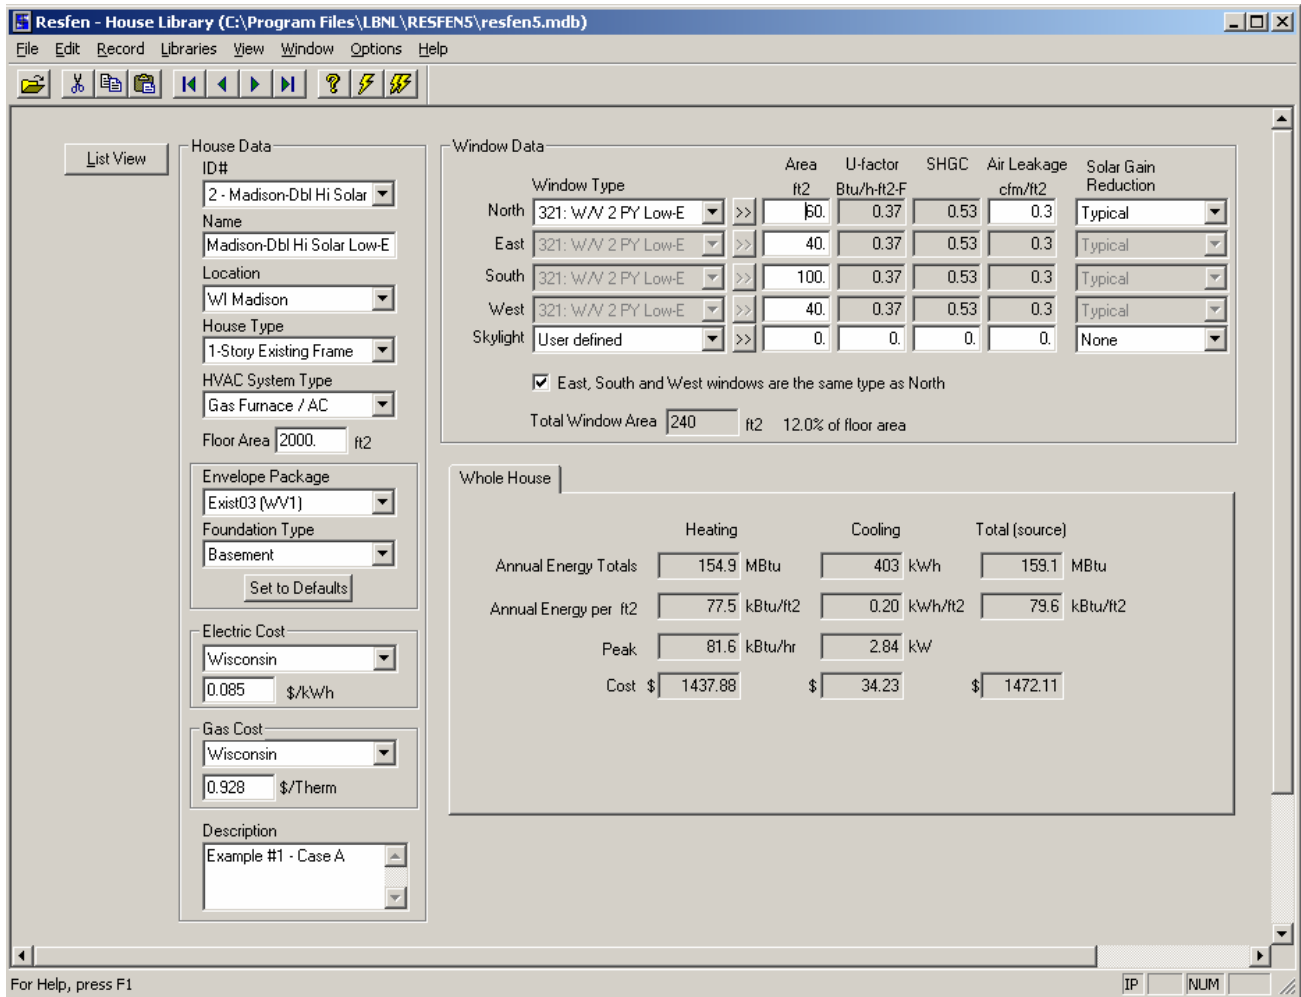 Resfen - House Library (C:\Program Files\LBNL\RESFEN5\resfen5.mdb)
File Edit Record Libraries View Window Options Help
List View
House Data
ID#
2 - Madison-Dbl Hi Solar
Name
Madison-Dbl Hi Solar Low-E
Location
WI Madison
House Type
1-Story Existing Frame
HVAC System Type
Gas Furnace / AC
Floor Area 2000. ft2
Envelope Package
Exist03 (WV1)
Foundation Type
Basement
Set to Defaults
Electric Cost
Wisconsin
0.085 $/kWh
Gas Cost
Wisconsin
0.928 $/Therm
Description
Example #1 - Case A
Window Data
Area U-factor SHGC Air Leakage Solar Gain
Window Type ft2 Btu/h-ft2-F cfm/ft2 Reduction
North 321: W/V 2 PY Low-E >> 60. 0.37 0.53 0.3 Typical
East 321: W/V 2 PY Low-E >> 40. 0.37 0.53 0.3 Typical
South 321: W/V 2 PY Low-E >> 100. 0.37 0.53 0.3 Typical
West 321: W/V 2 PY Low-E >> 40. 0.37 0.53 0.3 Typical
Skylight User defined >> 0. 0. 0. 0. None
East, South and West windows are the same type as North
Total Window Area 240 ft2 12.0% of floor area
Whole House
Heating Cooling Total (source)
Annual Energy Totals 154.9 MBtu 403 kWh 159.1 MBtu
Annual Energy per ft2 77.5 kBtu/ft2 0.20 kWh/ft2 79.6 kBtu/ft2
Peak 81.6 kBtu/hr 2.84 kW
Cost $ 1437.88 $ 34.23 $ 1472.11
For Help, press F1
IP NUM